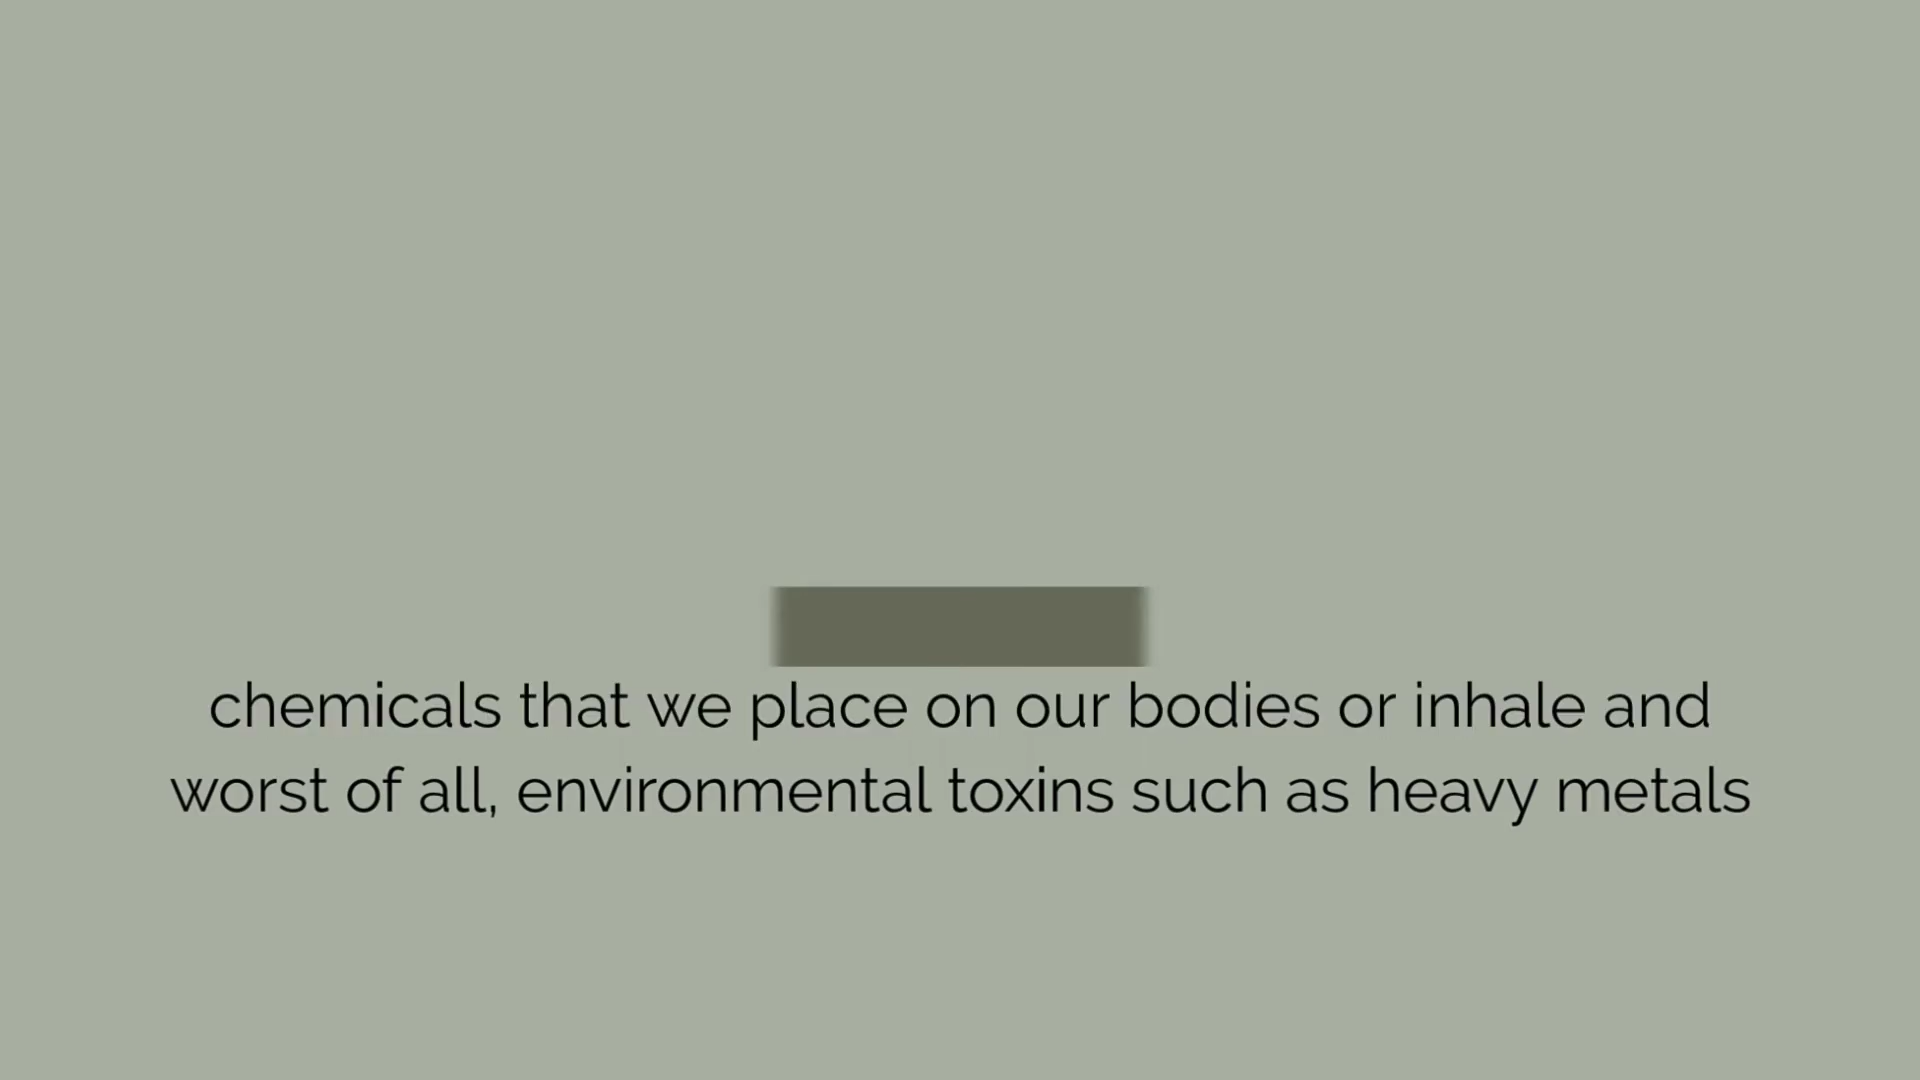 chemicals that we place on our bodies or inhale and
worst of all, environmental toxins such as heavy metals